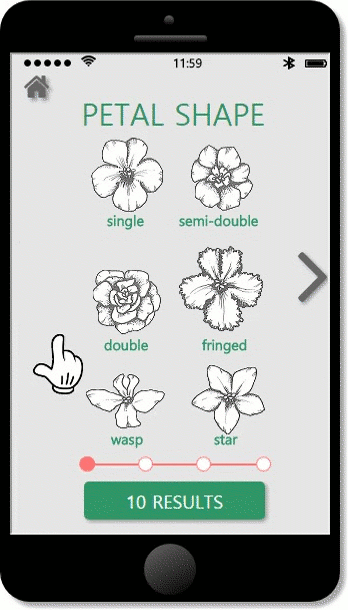 11:59
PETAL SHAPE
single semi-double
double fringed
wasp star
10 RESULTS